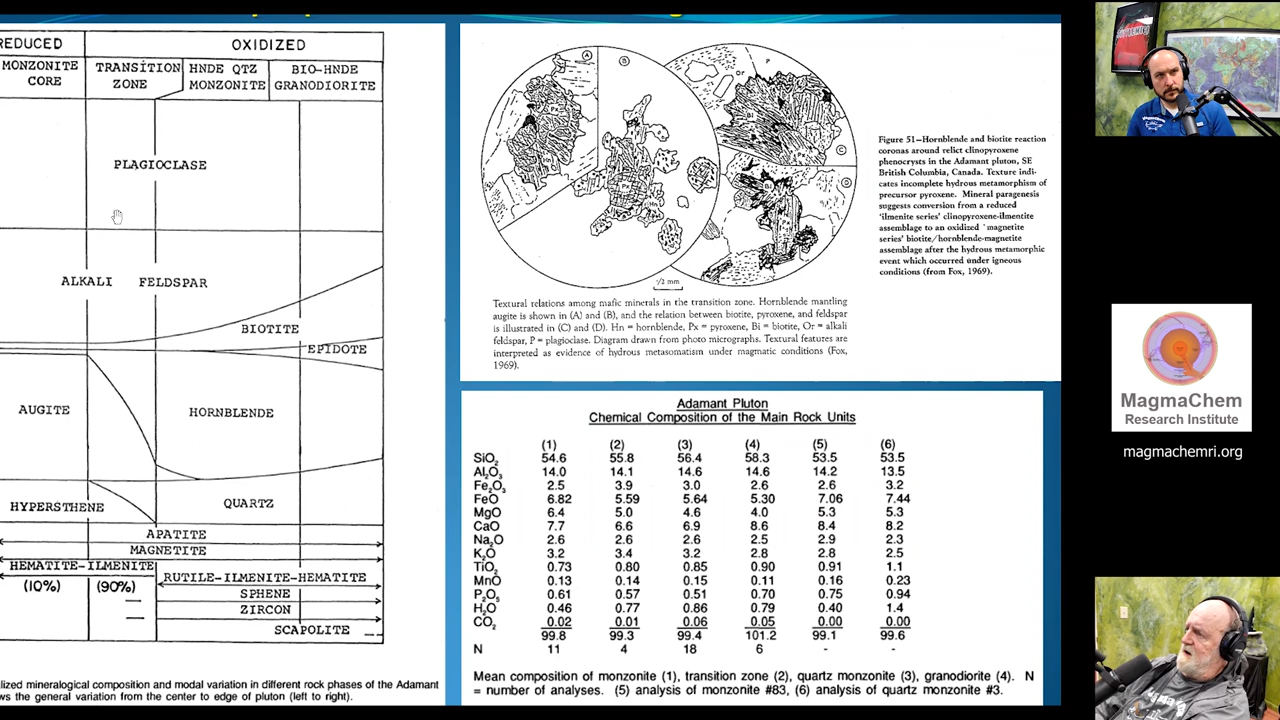 REDUCED
OXIDIZED
MONZONITE
CORE
TRANSITION
ZONE
HNDE QTZ
MONZONITE
BIO-HNDE
GRANODIORITE
PLAGIOCLASE
ALKALI FELDSPAR
BIOTITE
EPIDOTE
AUGITE
HORNBLENDE
HYPERSTHENE
QUARTZ
APATITE
MAGNETITE
HEMATITE-ILMENITE
(10%) (90%)
RUTILE-ILMENITE-HEMATITE
SPHENE
ZIRCON
SCAPOLITE
lized mineralogical composition and modal variation in different rock phases of the Adamant
ws the general variation from the center to edge of pluton (left to right).
A
B
Or
P
Bi
C
D
Hn
Px
½ mm
Textural relations among mafic minerals in the transition zone. Hornblende mantling
augite is shown in (A) and (B), and the relation between biotite, pyroxene, and feldspar
is illustrated in (C) and (D). Hn = hornblende, Px = pyroxene, Bi = biotite, Or = alkali
feldspar, P = plagioclase. Diagram drawn from photo micrographs. Textural features are
interpreted as evidence of hydrous metasomatism under magmatic conditions (Fox,
1969).
Figure 51—Hornblende and biotite reaction
coronas around relict clinopyroxene
phenocrysts in the Adamant pluton, SE
British Columbia, Canada. Texture indi-
cates incomplete hydrous metamorphism of
precursor pyroxene. Mineral paragenesis
suggests conversion from a reduced
'ilmenite series' clinopyroxene-ilmentite
assemblage to an oxidized 'magnetite
series' biotite/hornblende-magnetite
assemblage after the hydrous metamorphic
event which occurred under igneous
conditions (from Fox, 1969).
Adamant Pluton
Chemical Composition of the Main Rock Units
(1) (2) (3) (4) (5) (6)
SiO₂ 54.6 55.8 56.4 58.3 53.5 53.5
Al₂O₃ 14.0 14.1 14.6 14.6 14.2 13.5
Fe₂O₃ 2.5 3.9 3.0 2.6 2.6 3.2
FeO 6.82 5.59 5.64 5.30 7.06 7.44
MgO 6.4 5.0 4.6 4.0 5.3 5.3
CaO 7.7 6.6 6.9 8.6 8.4 8.2
Na₂O 2.6 2.6 2.6 2.5 2.9 2.3
K₂O 3.2 3.4 3.2 2.8 2.8 2.5
TiO₂ 0.73 0.80 0.85 0.90 0.91 1.1
MnO 0.13 0.14 0.15 0.11 0.16 0.23
P₂O₅ 0.61 0.57 0.51 0.70 0.75 0.94
H₂O 0.46 0.77 0.86 0.79 0.40 1.4
CO₂ 0.02 0.01 0.06 0.05 0.00 0.00
99.8 99.3 99.4 101.2 99.1 99.6
N 11 4 18 6 - -
Mean composition of monzonite (1), transition zone (2), quartz monzonite (3), granodiorite (4). N
= number of analyses. (5) analysis of monzonite #83, (6) analysis of quartz monzonite #3.
MagmaChem
Research Institute
magmachemri.org